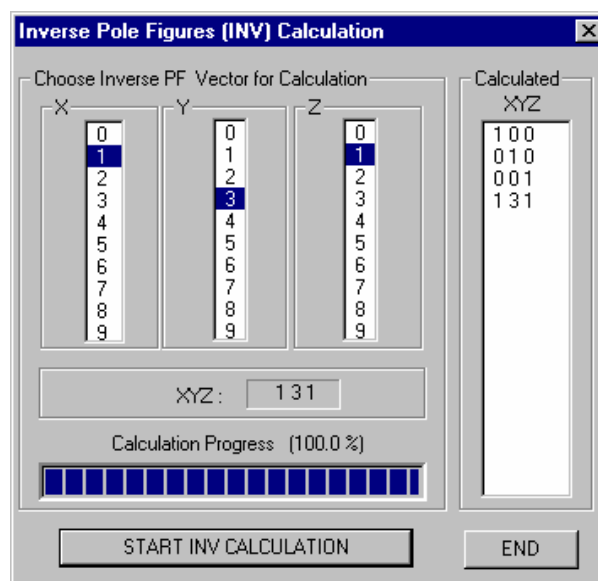 Inverse Pole Figures (INV) Calculation
Choose Inverse PF Vector for Calculation
X
0
1
2
3
4
5
6
7
8
9
Y
0
1
2
3
4
5
6
7
8
9
Z
0
1
2
3
4
5
6
7
8
9
XYZ : 1 3 1
Calculation Progress (100.0 %)
START INV CALCULATION
Calculated
XYZ
1 0 0
0 1 0
0 0 1
1 3 1
END